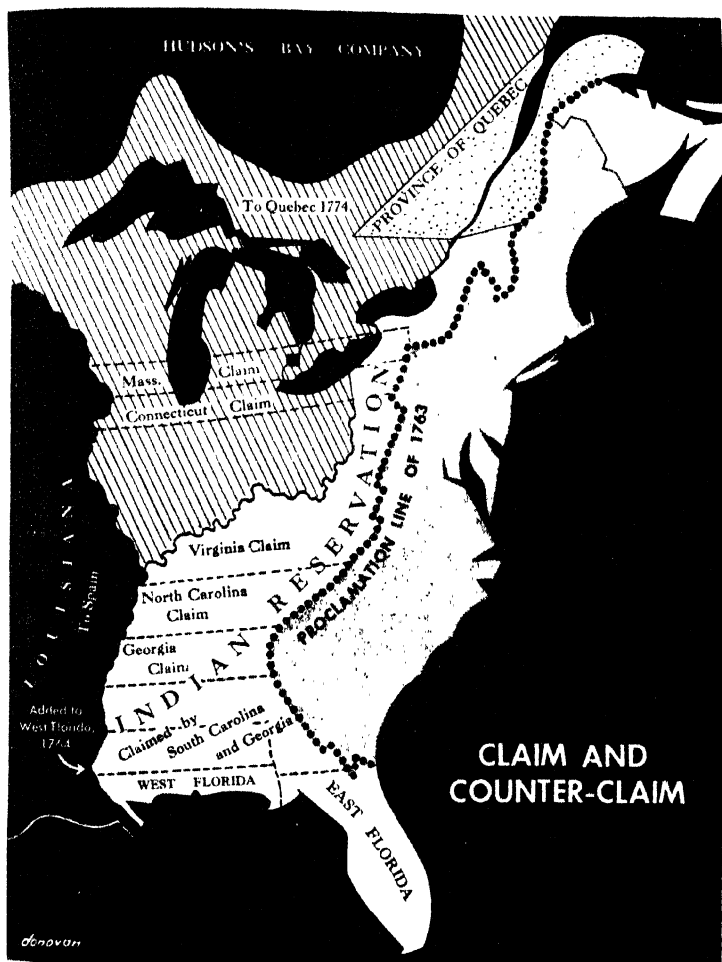 HUDSON'S BAY COMPANY
PROVINCE OF QUEBEC
To Quebec 1774
Mass. Claim
Connecticut Claim
INDIAN RESERVATION
PROCLAMATION LINE OF 1763
Virginia Claim
North Carolina
Claim
Georgia
Claim
LOUISIANA
To Spain
Added to
West Florida,
1764
Claimed by
South Carolina
and Georgia
WEST FLORIDA
EAST FLORIDA
CLAIM AND
COUNTER-CLAIM
donovan